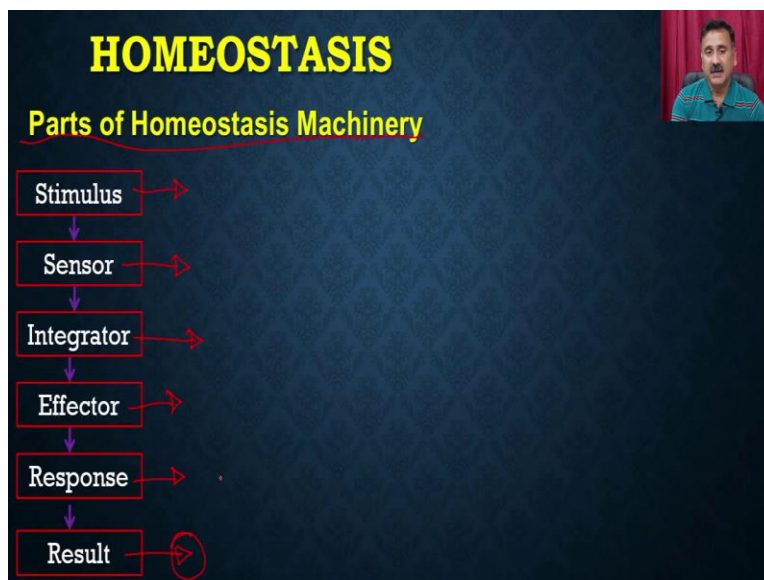 HOMEOSTASIS
Parts of Homeostasis Machinery
Stimulus
Sensor
Integrator
Effector
Response
Result